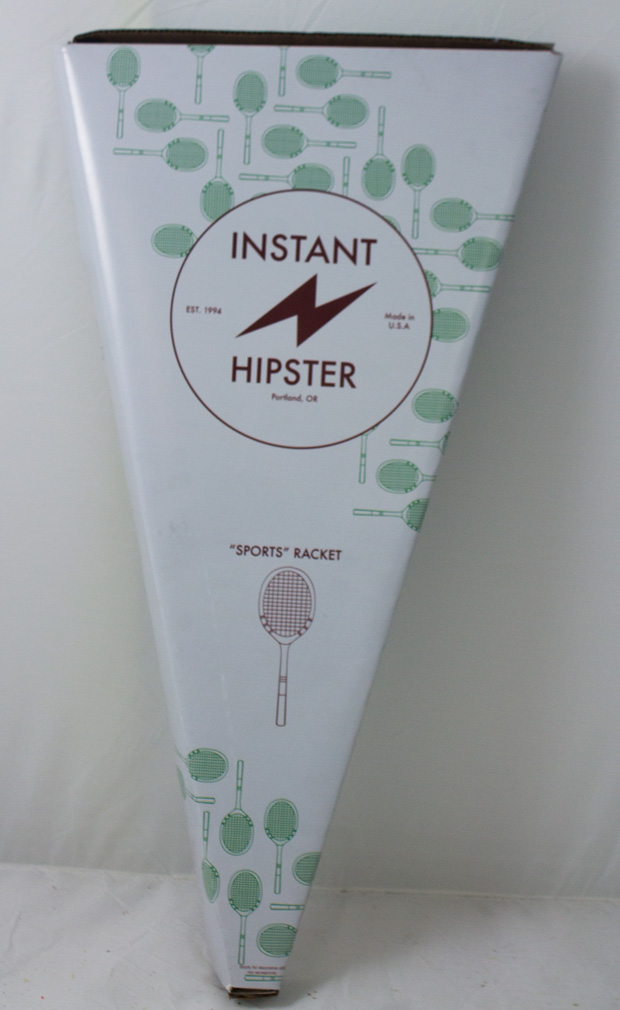 INSTANT
EST. 1994
Made in
U.S.A
HIPSTER
Portland, OR
"SPORTS" RACKET